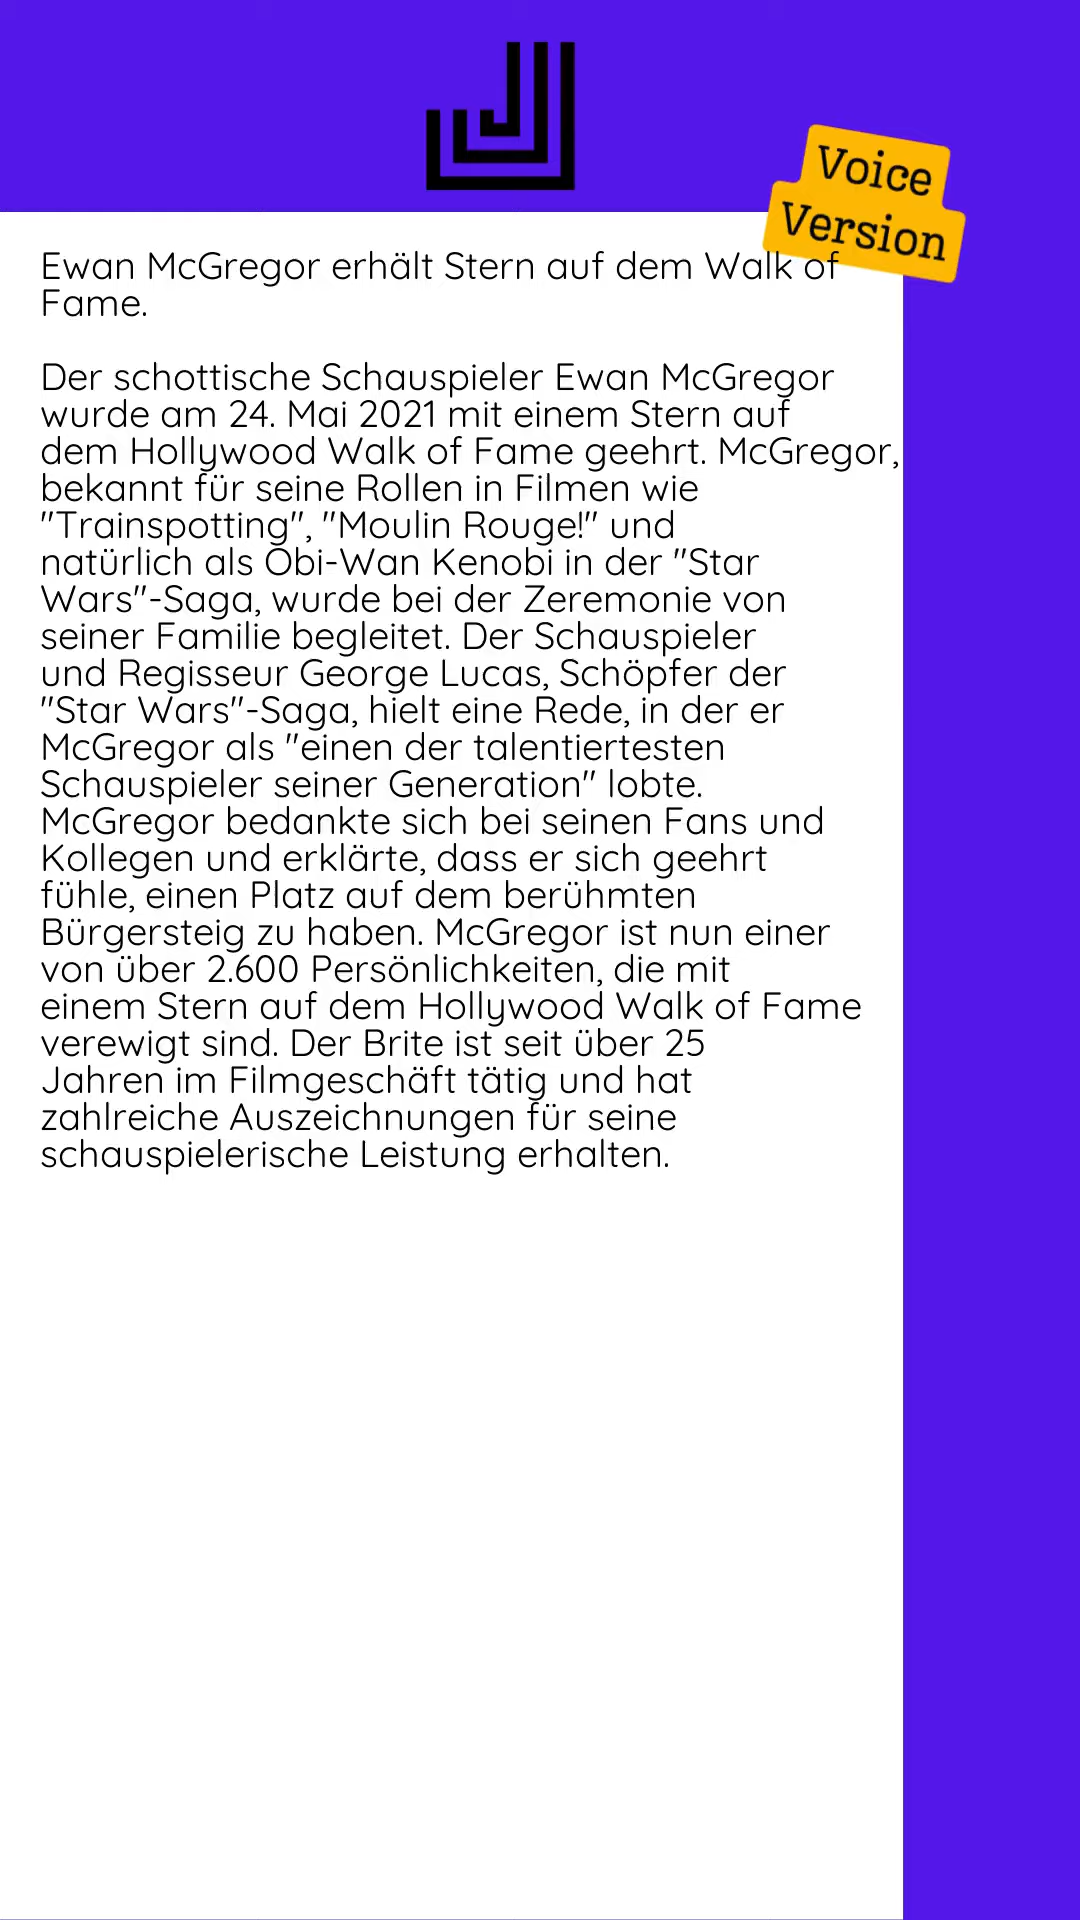 Voice
Version
Ewan McGregor erhält Stern auf dem Walk of
Fame.
Der schottische Schauspieler Ewan McGregor
wurde am 24. Mai 2021 mit einem Stern auf
dem Hollywood Walk of Fame geehrt. McGregor,
bekannt für seine Rollen in Filmen wie
"Trainspotting", "Moulin Rouge!" und
natürlich als Obi-Wan Kenobi in der "Star
Wars"-Saga, wurde bei der Zeremonie von
seiner Familie begleitet. Der Schauspieler
und Regisseur George Lucas, Schöpfer der
"Star Wars"-Saga, hielt eine Rede, in der er
McGregor als "einen der talentiertesten
Schauspieler seiner Generation" lobte.
McGregor bedankte sich bei seinen Fans und
Kollegen und erklärte, dass er sich geehrt
fühle, einen Platz auf dem berühmten
Bürgersteig zu haben. McGregor ist nun einer
von über 2.600 Persönlichkeiten, die mit
einem Stern auf dem Hollywood Walk of Fame
verewigt sind. Der Brite ist seit über 25
Jahren im Filmgeschäft tätig und hat
zahlreiche Auszeichnungen für seine
schauspielerische Leistung erhalten.